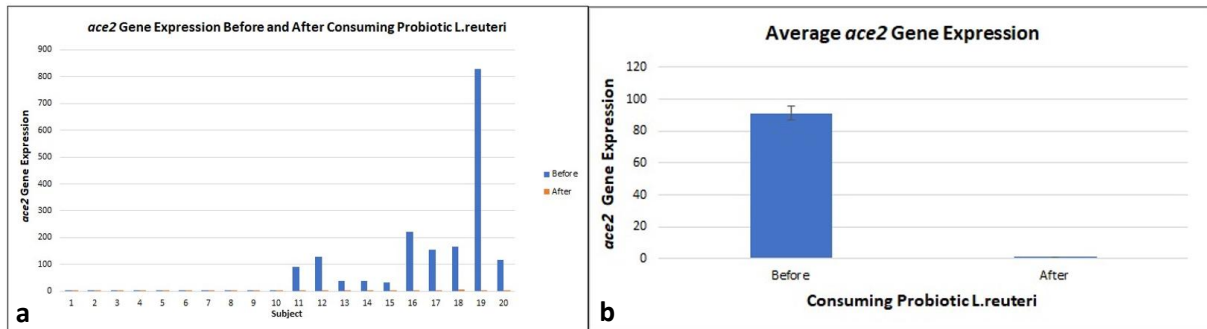 ace2 Gene Expression Before and After Consuming Probiotic L.reuteri
900
800
700
600
500
400
300
200
100
0
ace2 Gene Expression
1 2 3 4 5 6 7 8 9 10 11 12 13 14 15 16 17 18 19 20
Subject
Before
After
a
Average ace2 Gene Expression
120
100
80
60
40
20
0
ace2 Gene Expression
Before After
Consuming Probiotic L.reuteri
b